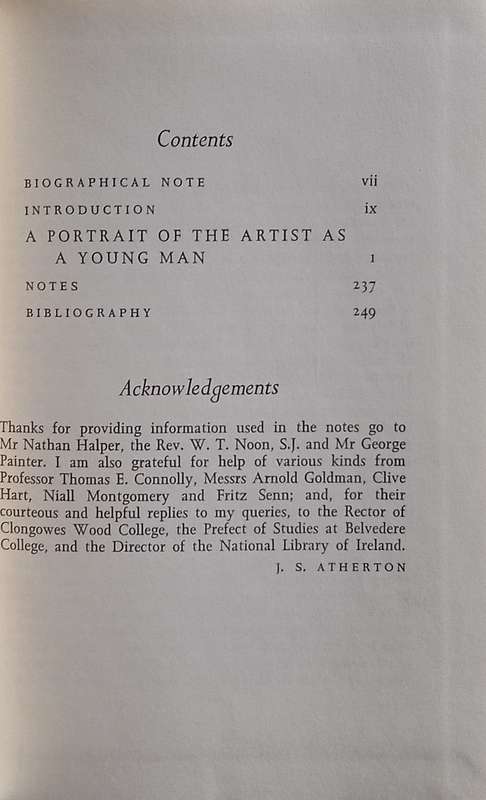 Contents
BIOGRAPHICAL NOTE vii
INTRODUCTION ix
A PORTRAIT OF THE ARTIST AS
A YOUNG MAN 1
NOTES 237
BIBLIOGRAPHY 249
Acknowledgements
Thanks for providing information used in the notes go to
Mr Nathan Halper, the Rev. W. T. Noon, S.J. and Mr George
Painter. I am also grateful for help of various kinds from
Professor Thomas E. Connolly, Messrs Arnold Goldman, Clive
Hart, Niall Montgomery and Fritz Senn; and, for their
courteous and helpful replies to my queries, to the Rector of
Clongowes Wood College, the Prefect of Studies at Belvedere
College, and the Director of the National Library of Ireland.
J. S. ATHERTON